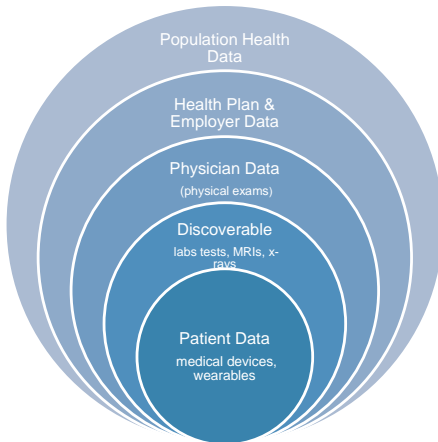 Population Health
Data
Health Plan &
Employer Data
Physician Data
(physical exams)
Discoverable
labs tests, MRIs, x-
rays
Patient Data
medical devices,
wearables